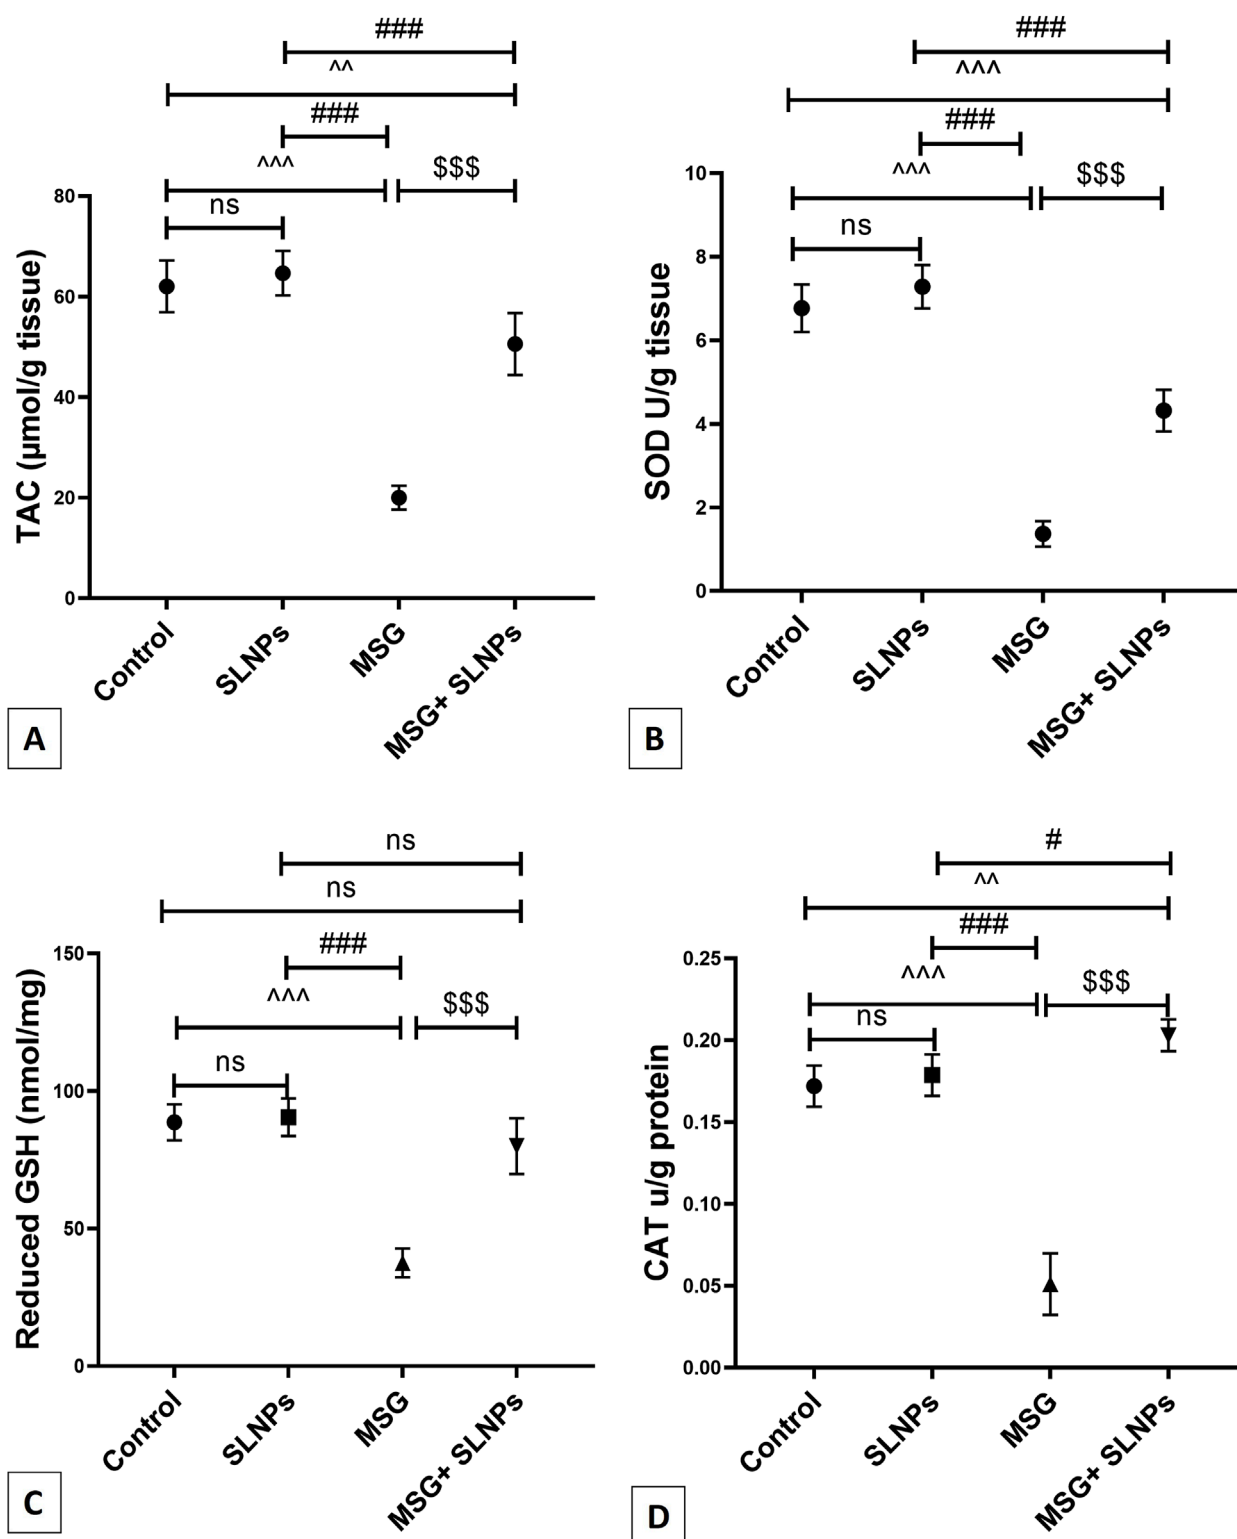 ###
^^
###
^^^
$$$
ns
TAC (µmol/g tissue)
80
60
40
20
0
Control
SLNPs
MSG
MSG+ SLNPs
A
###
^^^
###
^^^
$$$
ns
SOD U/g tissue
10
8
6
4
2
0
Control
SLNPs
MSG
MSG+ SLNPs
B
ns
ns
###
^^^
$$$
ns
Reduced GSH (nmol/mg)
150
100
50
0
Control
SLNPs
MSG
MSG+ SLNPs
C
#
^^
###
^^^
$$$
ns
CAT u/g protein
0.25
0.20
0.15
0.10
0.05
0.00
Control
SLNPs
MSG
MSG+ SLNPs
D